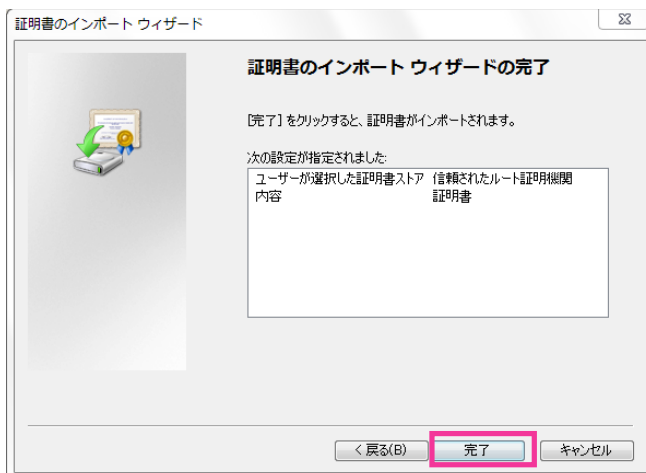 証明書のインポート ウィザード
証明書のインポート ウィザードの完了
[完了] をクリックすると、証明書がインポートされます。
次の設定が指定されました:
ユーザーが選択した証明書ストア 信頼されたルート証明機関
内容 証明書
< 戻る(B) 完了 キャンセル